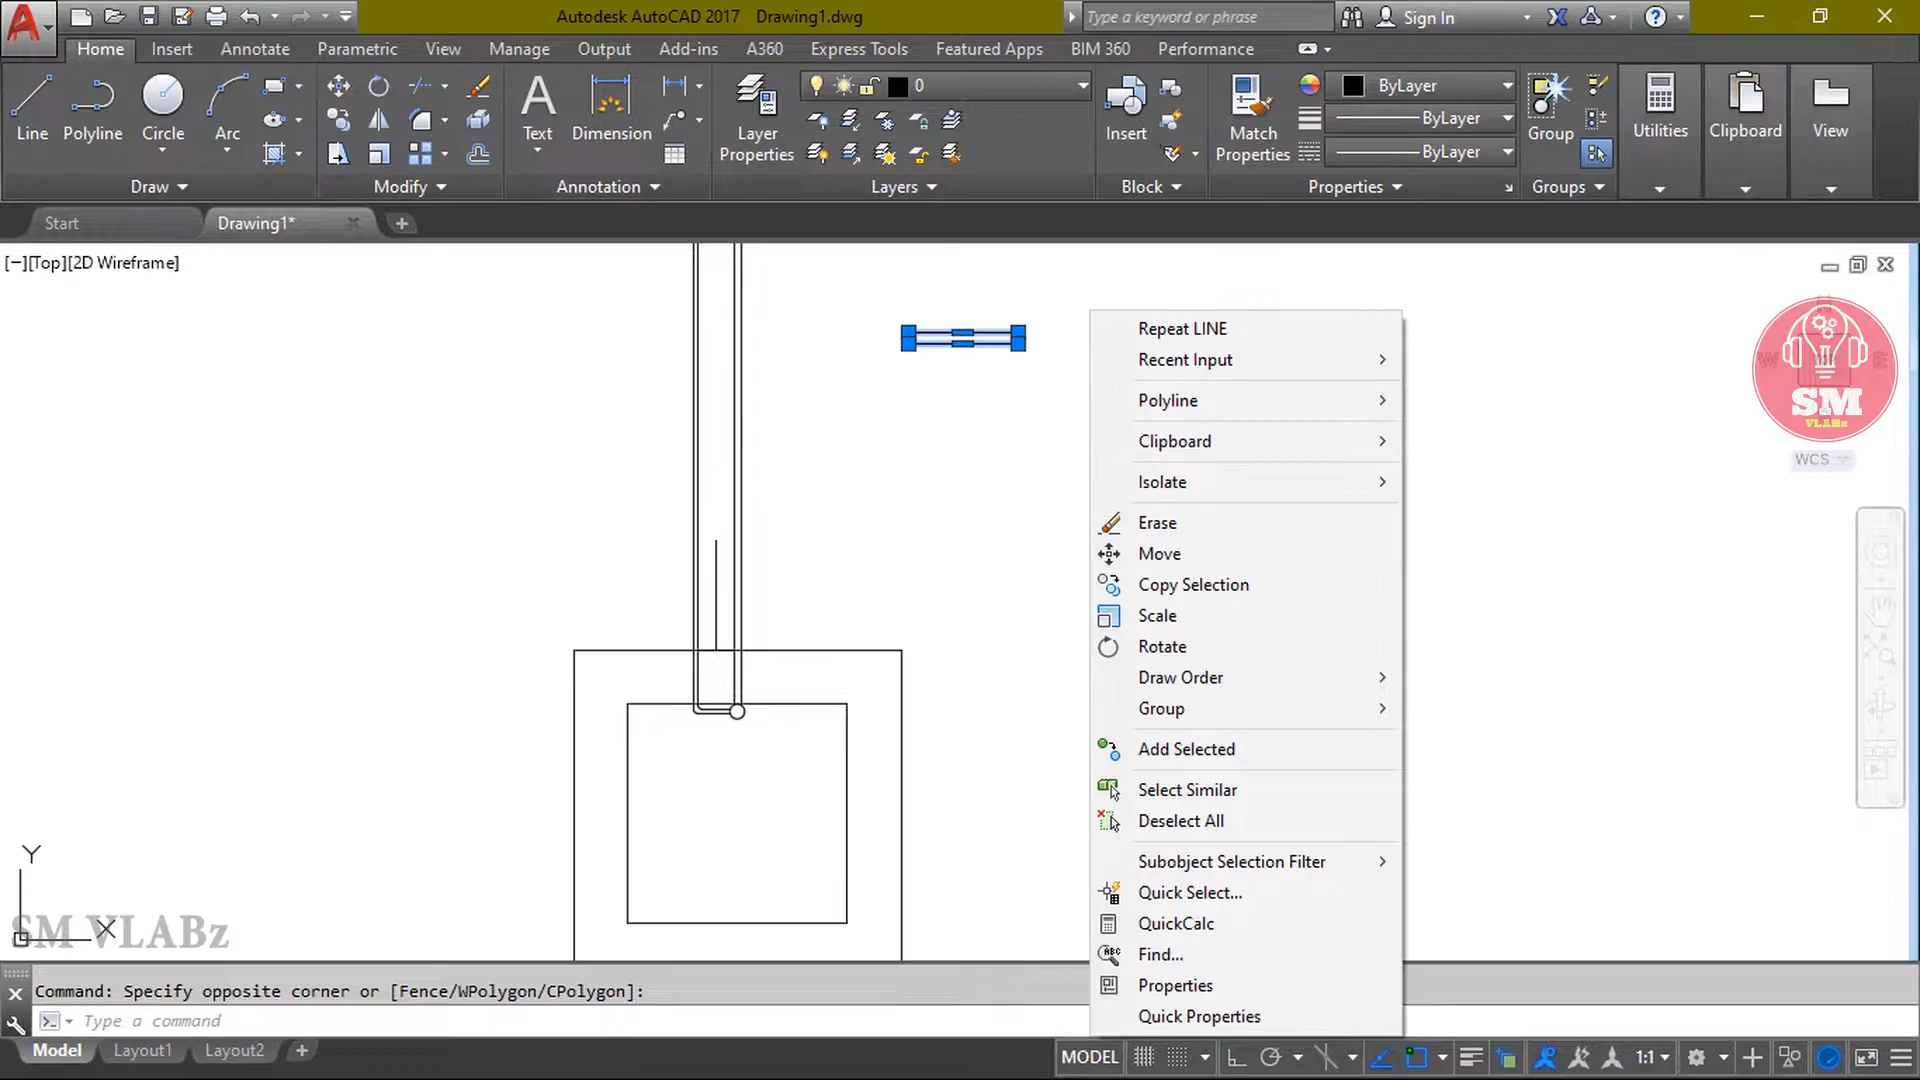 Autodesk AutoCAD 2017 Drawing1.dwg
Type a keyword or phrase
Sign In
Home Insert Annotate Parametric View Manage Output Add-ins A360 Express Tools Featured Apps BIM 360 Performance
Line Polyline Circle Arc
Text Dimension
Layer Properties
0
Insert
Match Properties
ByLayer
ByLayer
ByLayer
Group
Utilities
Clipboard
View
Draw Modify Annotation Layers Block Properties Groups
Start Drawing1*
[−][Top][2D Wireframe]
Repeat LINE
Recent Input
Polyline
Clipboard
Isolate
Erase
Move
Copy Selection
Scale
Rotate
Draw Order
Group
Add Selected
Select Similar
Deselect All
Subobject Selection Filter
Quick Select...
QuickCalc
Find...
Properties
Quick Properties
W E
SM
VLABz
WCS
Y
X
SM VLABz
Command: Specify opposite corner or [Fence/WPolygon/CPolygon]:
Type a command
Model Layout1 Layout2
MODEL
1:1